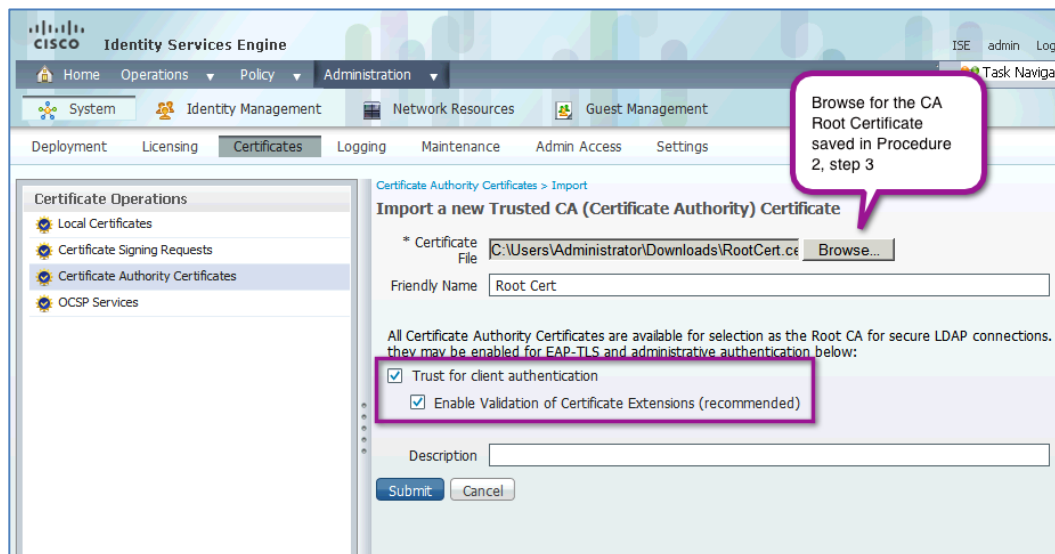 CISCO Identity Services Engine
ISE admin Log
Home Operations Policy Administration
Task Naviga
System Identity Management Network Resources Guest Management
Browse for the CA
Root Certificate
saved in Procedure
2, step 3
Deployment Licensing Certificates Logging Maintenance Admin Access Settings
Certificate Operations
Local Certificates
Certificate Signing Requests
Certificate Authority Certificates
OCSP Services
Certificate Authority Certificates > Import
Import a new Trusted CA (Certificate Authority) Certificate
* Certificate
File
C:\Users\Administrator\Downloads\RootCert.ce Browse...
Friendly Name Root Cert
All Certificate Authority Certificates are available for selection as the Root CA for secure LDAP connections.
they may be enabled for EAP-TLS and administrative authentication below:
Trust for client authentication
Enable Validation of Certificate Extensions (recommended)
Description
Submit Cancel